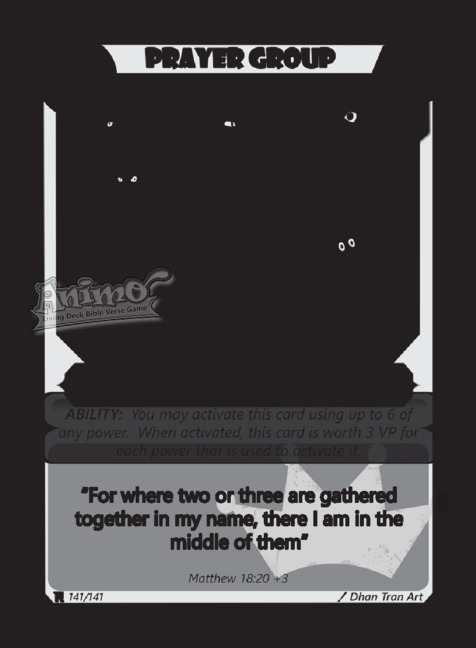 PRAYER GROUP
Animo
Living Deck Bible Verse Game
ABILITY: You may activate this card using up to 6 of
any power. When activated, this card is worth 3 VP for
each power that is used to activate it.
"For where two or three are gathered
together in my name, there I am in the
middle of them"
Matthew 18:20 +3
141/141
Dhan Tran Art